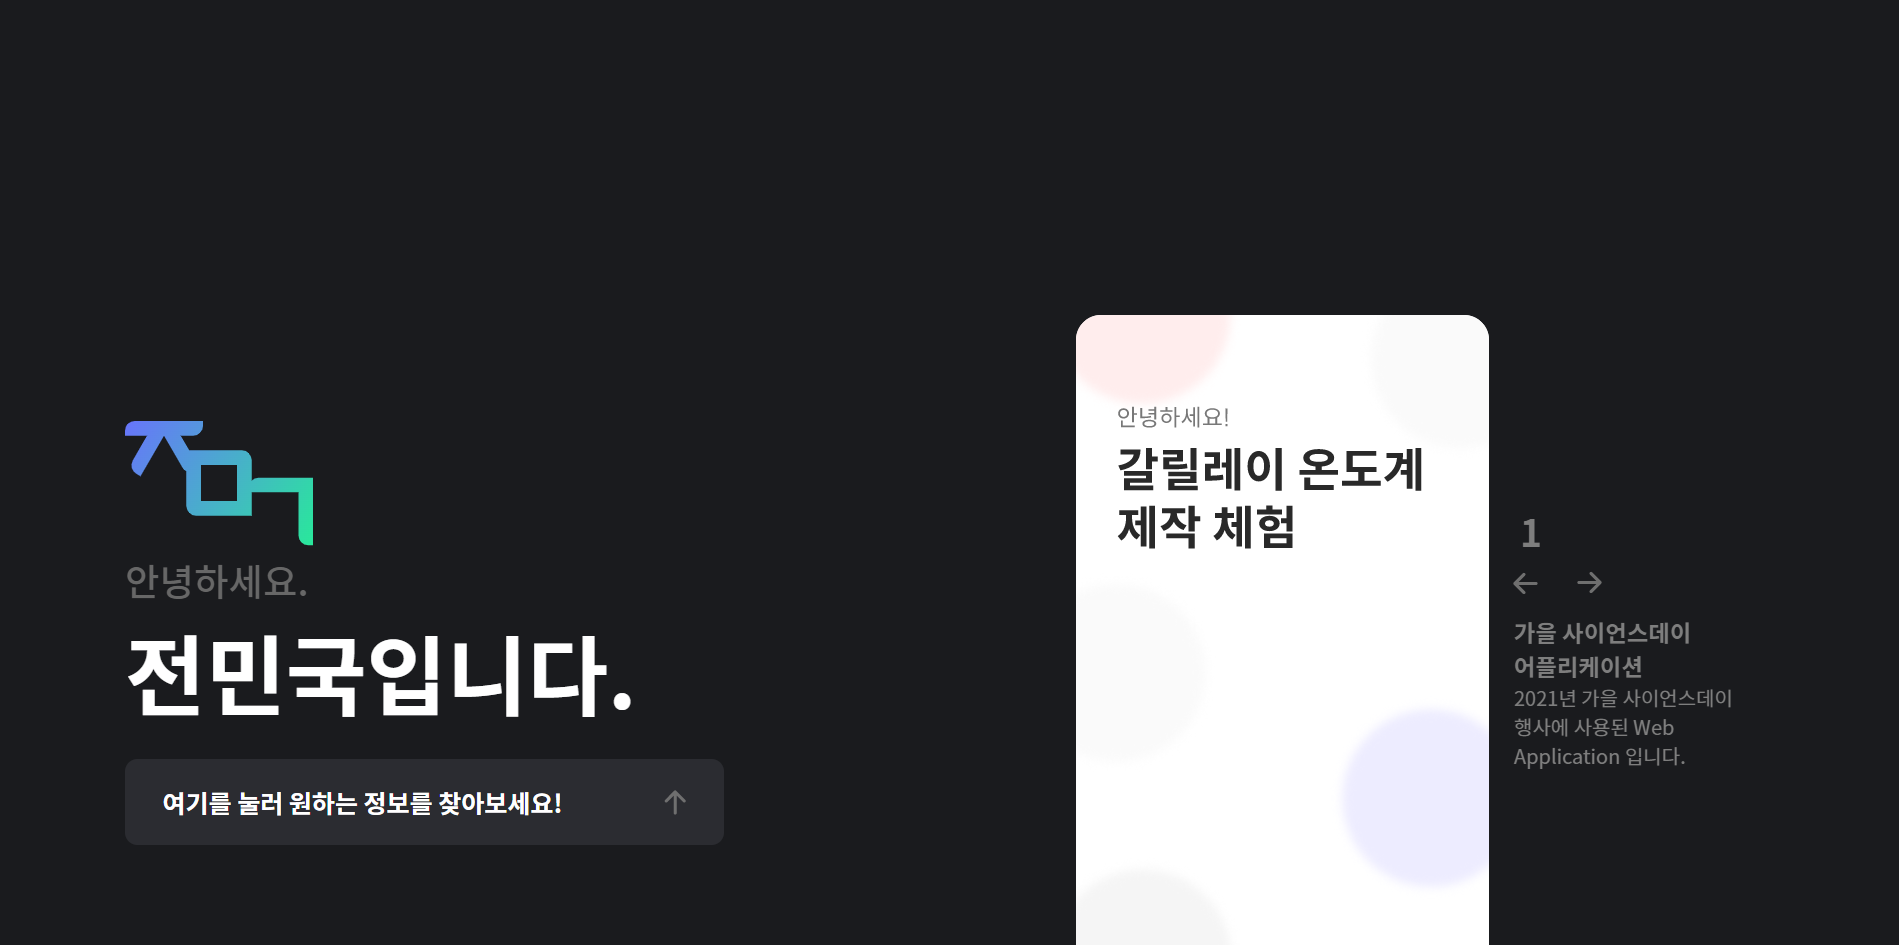 안녕하세요.
전민국입니다.
여기를 눌러 원하는 정보를 찾아보세요!
안녕하세요!
갈릴레이 온도계
제작 체험
1
가을 사이언스데이
어플리케이션
2021년 가을 사이언스데이
행사에 사용된 Web
Application 입니다.